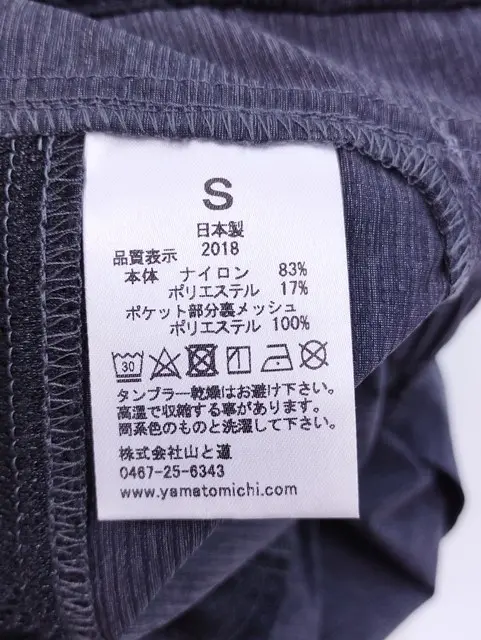 S
日本製
品質表示 2018
本体 ナイロン 83%
ポリエステル 17%
ポケット部分裏メッシュ
ポリエステル 100%
30
タンブラー乾燥はお避け下さい。
高温で収縮する事があります。
同系色のものと洗濯して下さい。
株式会社山と道
0467-25-6343
www.yamatomichi.com